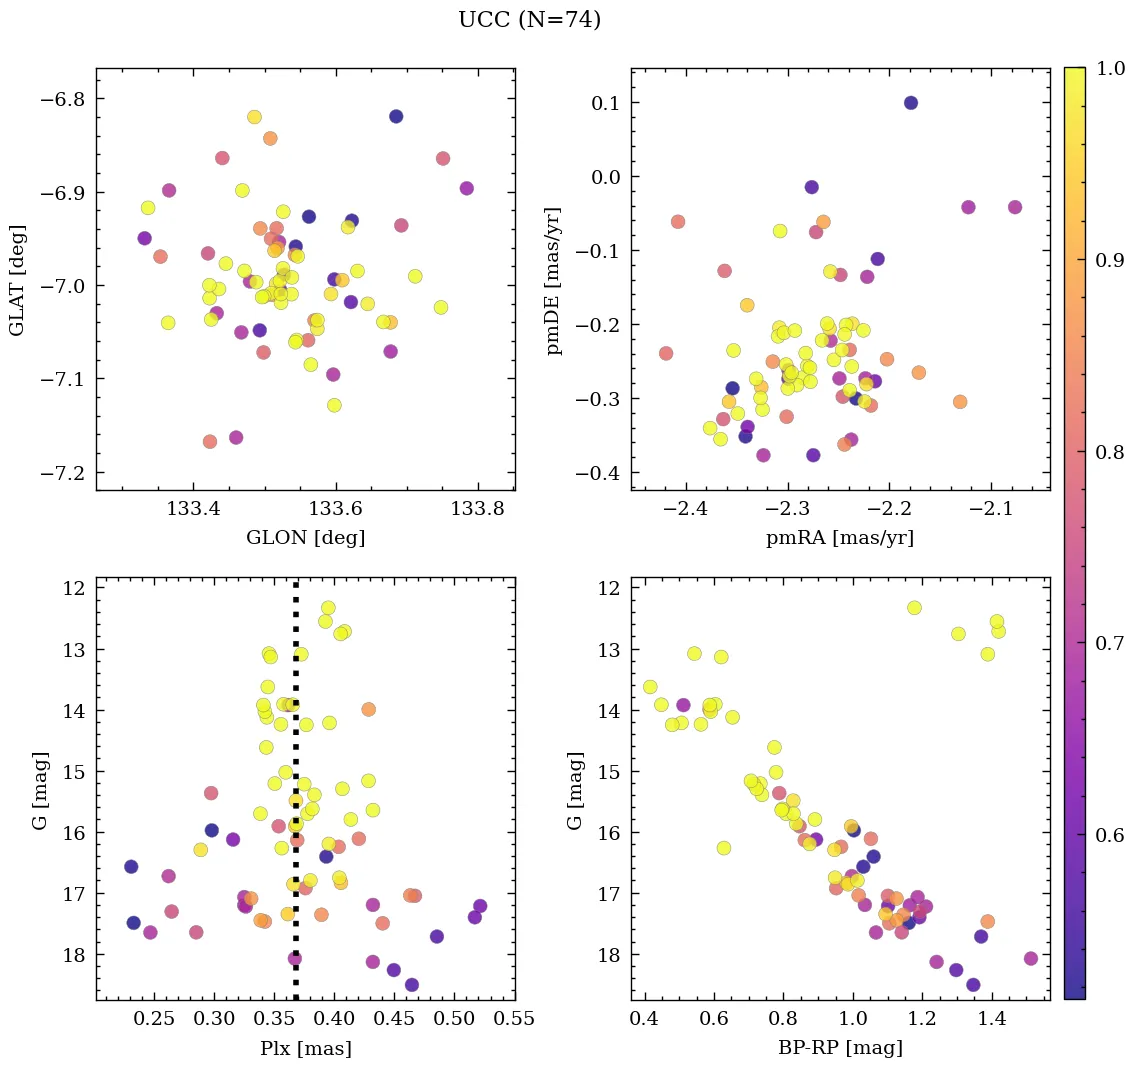 UCC (N=74)
−6.8
−6.9
−7.0
−7.1
−7.2
GLAT [deg]
133.4 133.6 133.8
GLON [deg]
0.1
0.0
−0.1
−0.2
−0.3
−0.4
pmDE [mas/yr]
−2.4 −2.3 −2.2 −2.1
pmRA [mas/yr]
12
13
14
15
16
17
18
G [mag]
0.25 0.30 0.35 0.40 0.45 0.50 0.55
Plx [mas]
12
13
14
15
16
17
18
G [mag]
0.4 0.6 0.8 1.0 1.2 1.4
BP-RP [mag]
1.0
0.9
0.8
0.7
0.6